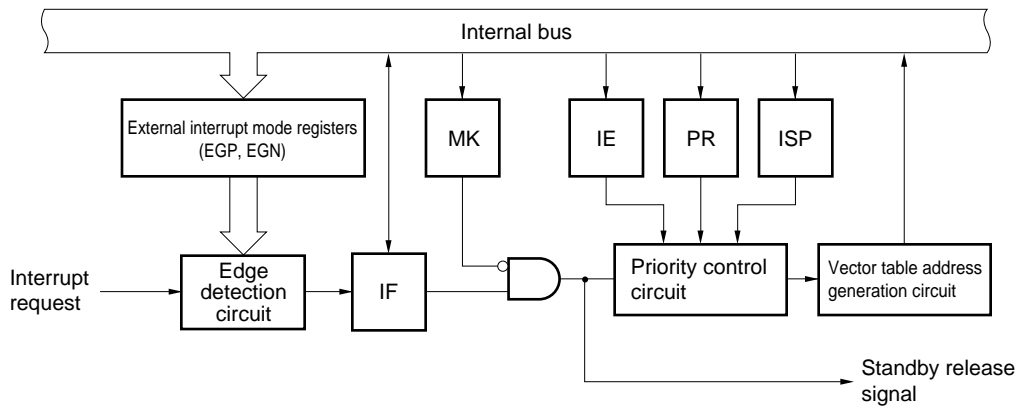 Internal bus
External interrupt mode registers
(EGP, EGN)
MK
IE
PR
ISP
Interrupt
request
Edge
detection
circuit
IF
Priority control
circuit
Vector table address
generation circuit
Standby release
signal